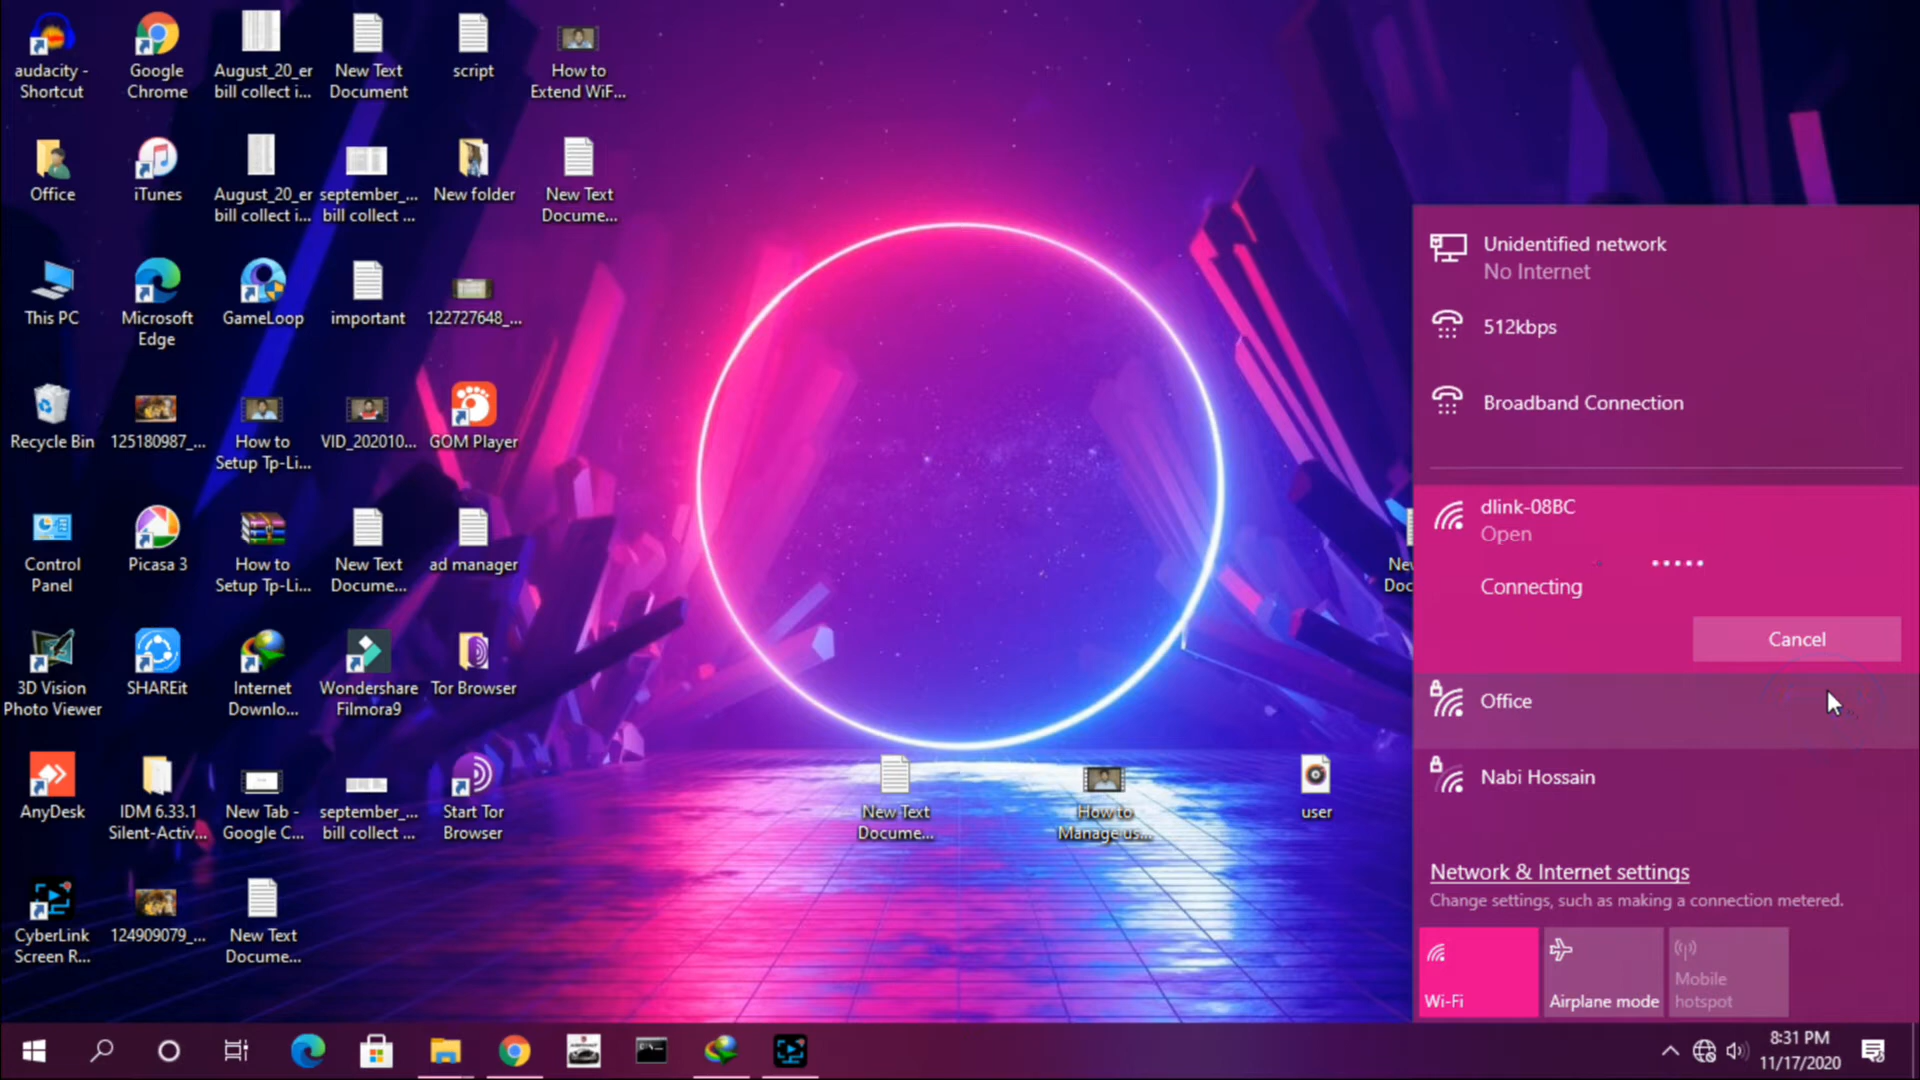 audacity -
Shortcut
Google
Chrome
August_20_er
bill collect i...
New Text
Document
script
How to
Extend WiF...
Office
iTunes
August_20_er
bill collect i...
september_...
bill collect ...
New folder
New Text
Docume...
This PC
Microsoft
Edge
GameLoop
important
122727648_...
Recycle Bin
125180987_...
How to
Setup Tp-Li...
VID_202010...
GOM Player
Control
Panel
Picasa 3
How to
Setup Tp-Li...
New Text
Docume...
ad manager
3D Vision
Photo Viewer
SHAREit
Internet
Downlo...
Wondershare
Filmora9
Tor Browser
AnyDesk
IDM 6.33.1
Silent-Activ...
New Tab -
Google C...
september_...
bill collect ...
Start Tor
Browser
CyberLink
Screen R...
124909079_...
New Text
Docume...
New Text
Docume...
How to
Manage us...
user
New
Doc
Unidentified network
No Internet
512kbps
Broadband Connection
dlink-08BC
Open
Connecting
Cancel
Office
Nabi Hossain
Network & Internet settings
Change settings, such as making a connection metered.
Wi-Fi
Airplane mode
Mobile
hotspot
8:31 PM
11/17/2020